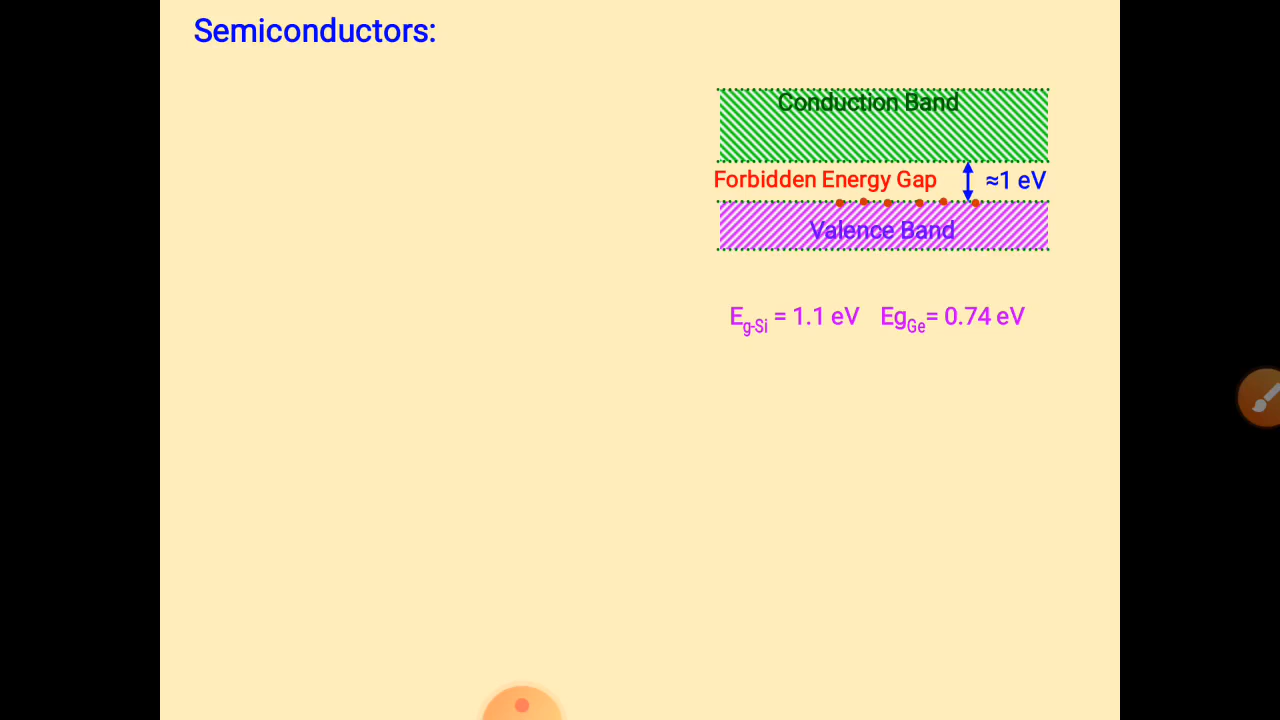 Semiconductors:
Conduction Band
Forbidden Energy Gap ≈1 eV
Valence Band
Eg-Si = 1.1 eV EgGe= 0.74 eV